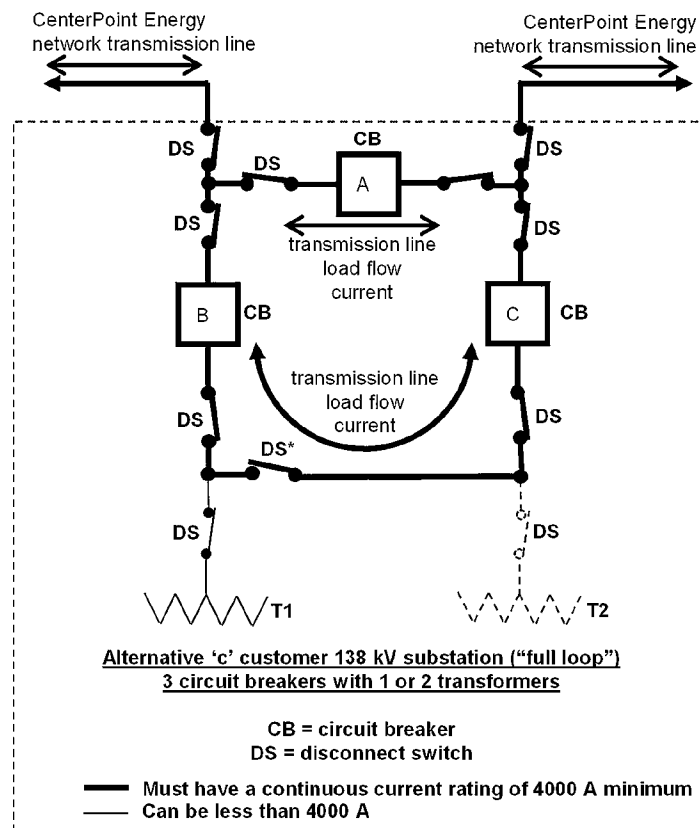 CenterPoint Energy
network transmission line
CenterPoint Energy
network transmission line
CB
DS
DS
DS
A
DS
DS
transmission line
load flow
current
B
CB
C
CB
transmission line
load flow
current
DS
DS
DS*
DS
DS
T1
T2
Alternative ‘c’ customer 138 kV substation (“full loop”)
3 circuit breakers with 1 or 2 transformers
CB = circuit breaker
DS = disconnect switch
Must have a continuous current rating of 4000 A minimum
Can be less than 4000 A